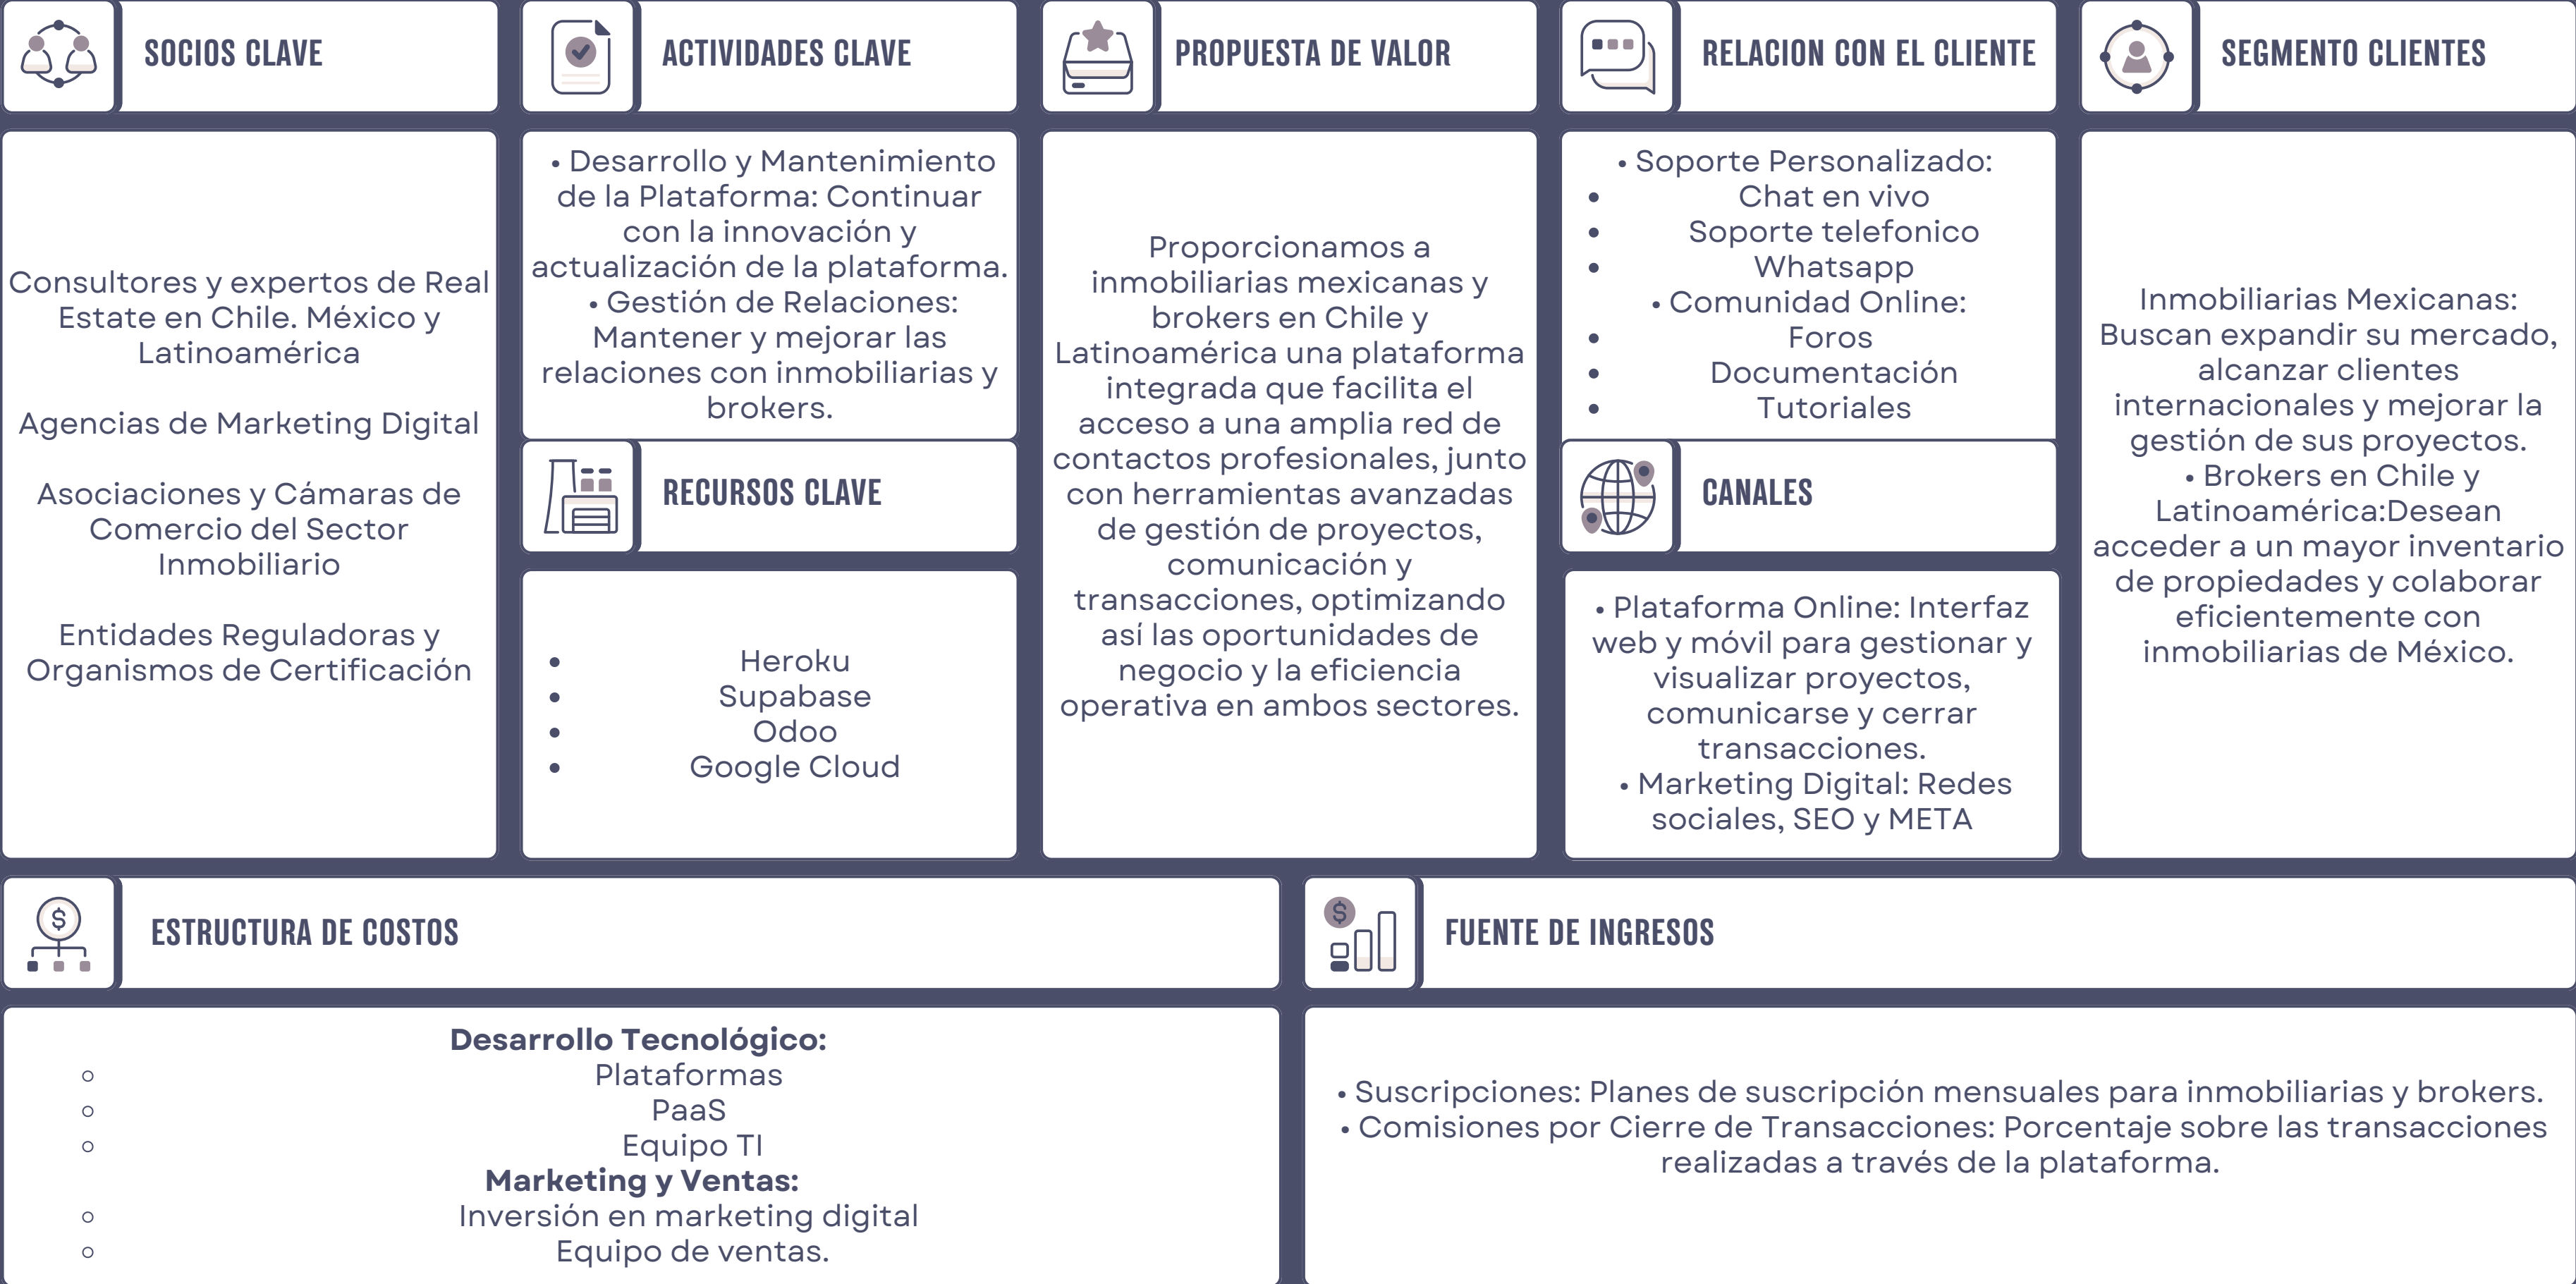 SOCIOS CLAVE
Consultores y expertos de Real
Estate en Chile. México y
Latinoamérica
Agencias de Marketing Digital
Asociaciones y Cámaras de
Comercio del Sector
Inmobiliario
Entidades Reguladoras y
Organismos de Certificación
ACTIVIDADES CLAVE
• Desarrollo y Mantenimiento
de la Plataforma: Continuar
con la innovación y
actualización de la plataforma.
• Gestión de Relaciones:
Mantener y mejorar las
relaciones con inmobiliarias y
brokers.
RECURSOS CLAVE
• Heroku
• Supabase
• Odoo
• Google Cloud
PROPUESTA DE VALOR
Proporcionamos a
inmobiliarias mexicanas y
brokers en Chile y
Latinoamérica una plataforma
integrada que facilita el
acceso a una amplia red de
contactos profesionales, junto
con herramientas avanzadas
de gestión de proyectos,
comunicación y
transacciones, optimizando
así las oportunidades de
negocio y la eficiencia
operativa en ambos sectores.
RELACION CON EL CLIENTE
• Soporte Personalizado:
• Chat en vivo
• Soporte telefonico
• Whatsapp
• Comunidad Online:
• Foros
• Documentación
• Tutoriales
CANALES
• Plataforma Online: Interfaz
web y móvil para gestionar y
visualizar proyectos,
comunicarse y cerrar
transacciones.
• Marketing Digital: Redes
sociales, SEO y META
SEGMENTO CLIENTES
Inmobiliarias Mexicanas:
Buscan expandir su mercado,
alcanzar clientes
internacionales y mejorar la
gestión de sus proyectos.
• Brokers en Chile y
Latinoamérica:Desean
acceder a un mayor inventario
de propiedades y colaborar
eficientemente con
inmobiliarias de México.
ESTRUCTURA DE COSTOS
Desarrollo Tecnológico:
○ Plataformas
○ PaaS
○ Equipo TI
Marketing y Ventas:
○ Inversión en marketing digital
○ Equipo de ventas.
FUENTE DE INGRESOS
• Suscripciones: Planes de suscripción mensuales para inmobiliarias y brokers.
• Comisiones por Cierre de Transacciones: Porcentaje sobre las transacciones
realizadas a través de la plataforma.